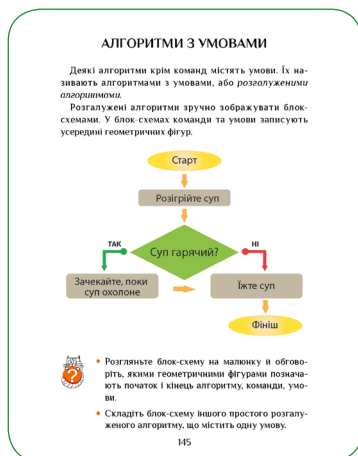 АЛГОРИТМИ З УМОВАМИ
Деякі алгоритми крім команд містять умови. Їх на-
зивають алгоритмами з умовами, або розгалуженими
алгоритмами.
Розгалужені алгоритми зручно зображувати блок-
схемами. У блок-схемах команди та умови записують
усередині геометричних фігур.
Старт
Розігрійте суп
ТАК
Суп гарячий?
НІ
Зачекайте, поки
суп охолоне
Їжте суп
Фініш
• Розгляньте блок-схему на малюнку й обгово-
ріть, якими геометричними фігурами познача-
ють початок і кінець алгоритму, команди, умо-
ви.
• Складіть блок-схему іншого простого розгалу-
женого алгоритму, що містить одну умову.
145